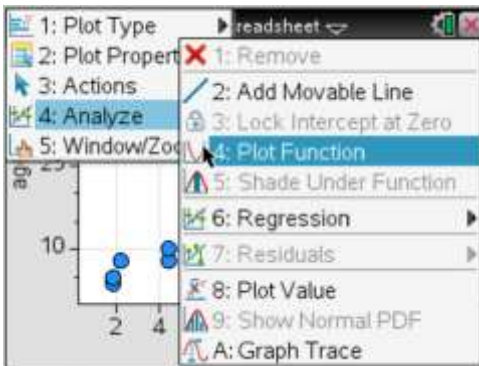 1: Plot Type
readsheet
2: Plot Propert
3: Actions
4: Analyze
5: Window/Zoo
1: Remove
2: Add Movable Line
3: Lock Intercept at Zero
4: Plot Function
5: Shade Under Function
6: Regression
7: Residuals
8: Plot Value
9: Show Normal PDF
A: Graph Trace
10
2 4